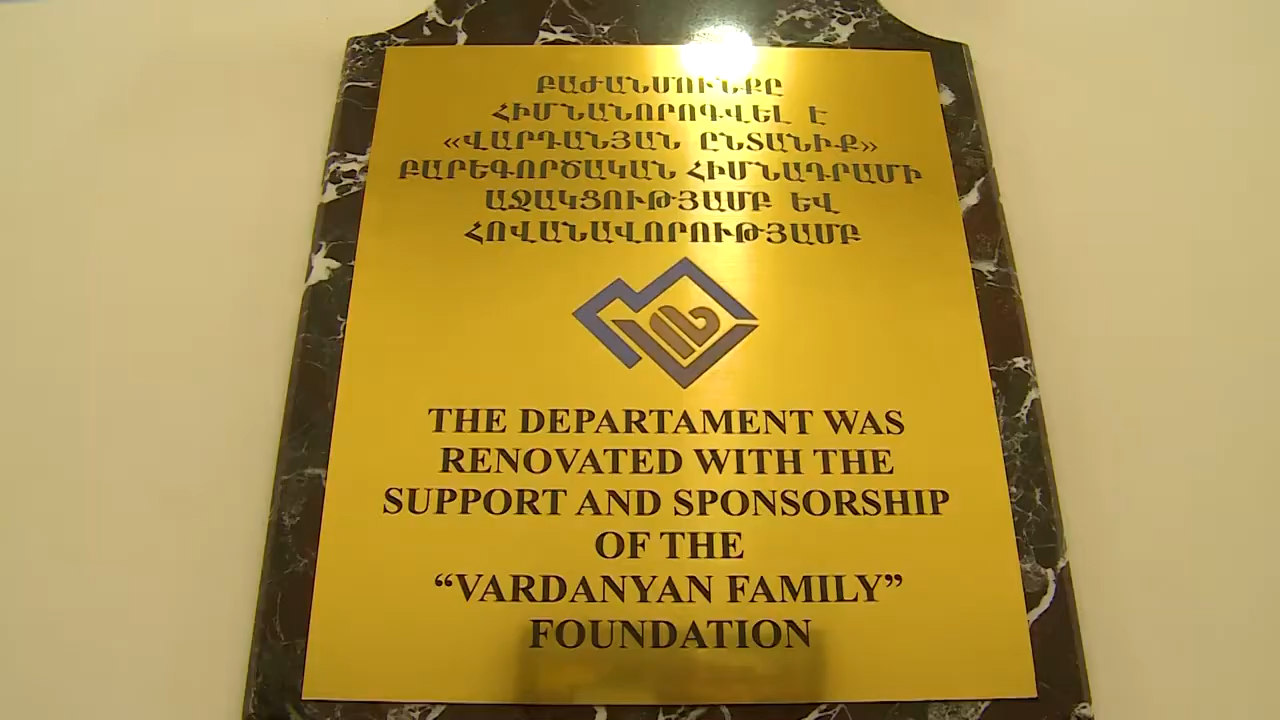 ԲԱԺԱՆՄՈՒՆՔԸ
ՀԻՄՆԱՆՈՐՈԳՎԵԼ Է
«ՎԱՐԴԱՆՅԱՆ ԸՆՏԱՆԻՔ»
ԲԱՐԵԳՈՐԾԱԿԱՆ ՀԻՄՆԱԴՐԱՄԻ
ԱՋԱԿՑՈՒԹՅԱՄԲ ԵՎ
ՀՈՎԱՆԱՎՈՐՈՒԹՅԱՄԲ
THE DEPARTAMENT WAS
RENOVATED WITH THE
SUPPORT AND SPONSORSHIP
OF THE
“VARDANYAN FAMILY”
FOUNDATION